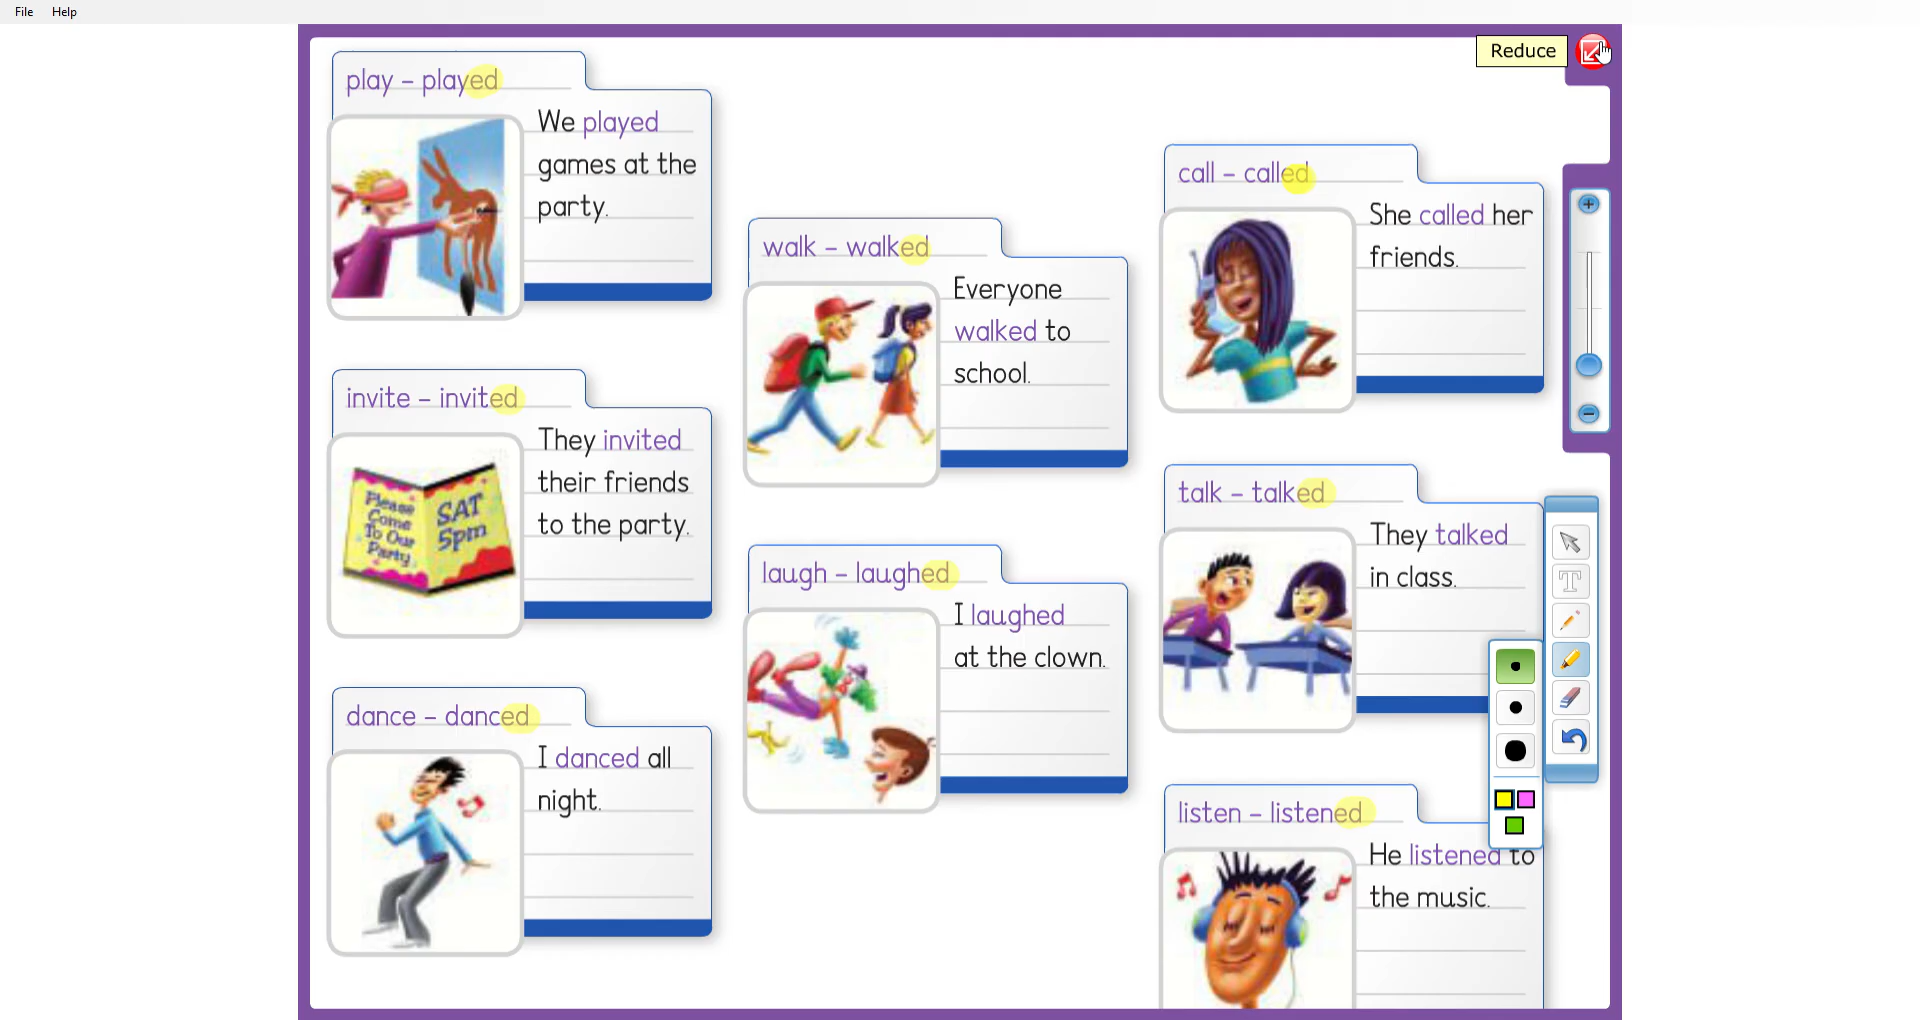 File Help
Reduce
play – played
We played
games at the
party.
invite – invited
They invited
their friends
to the party.
Please
Come
To Our
Party
SAT
5pm
dance – danced
I danced all
night.
walk – walked
Everyone
walked to
school.
laugh – laughed
I laughed
at the clown.
call – called
She called her
friends.
talk – talked
They talked
in class.
listen – listened
He listened to
the music.
T